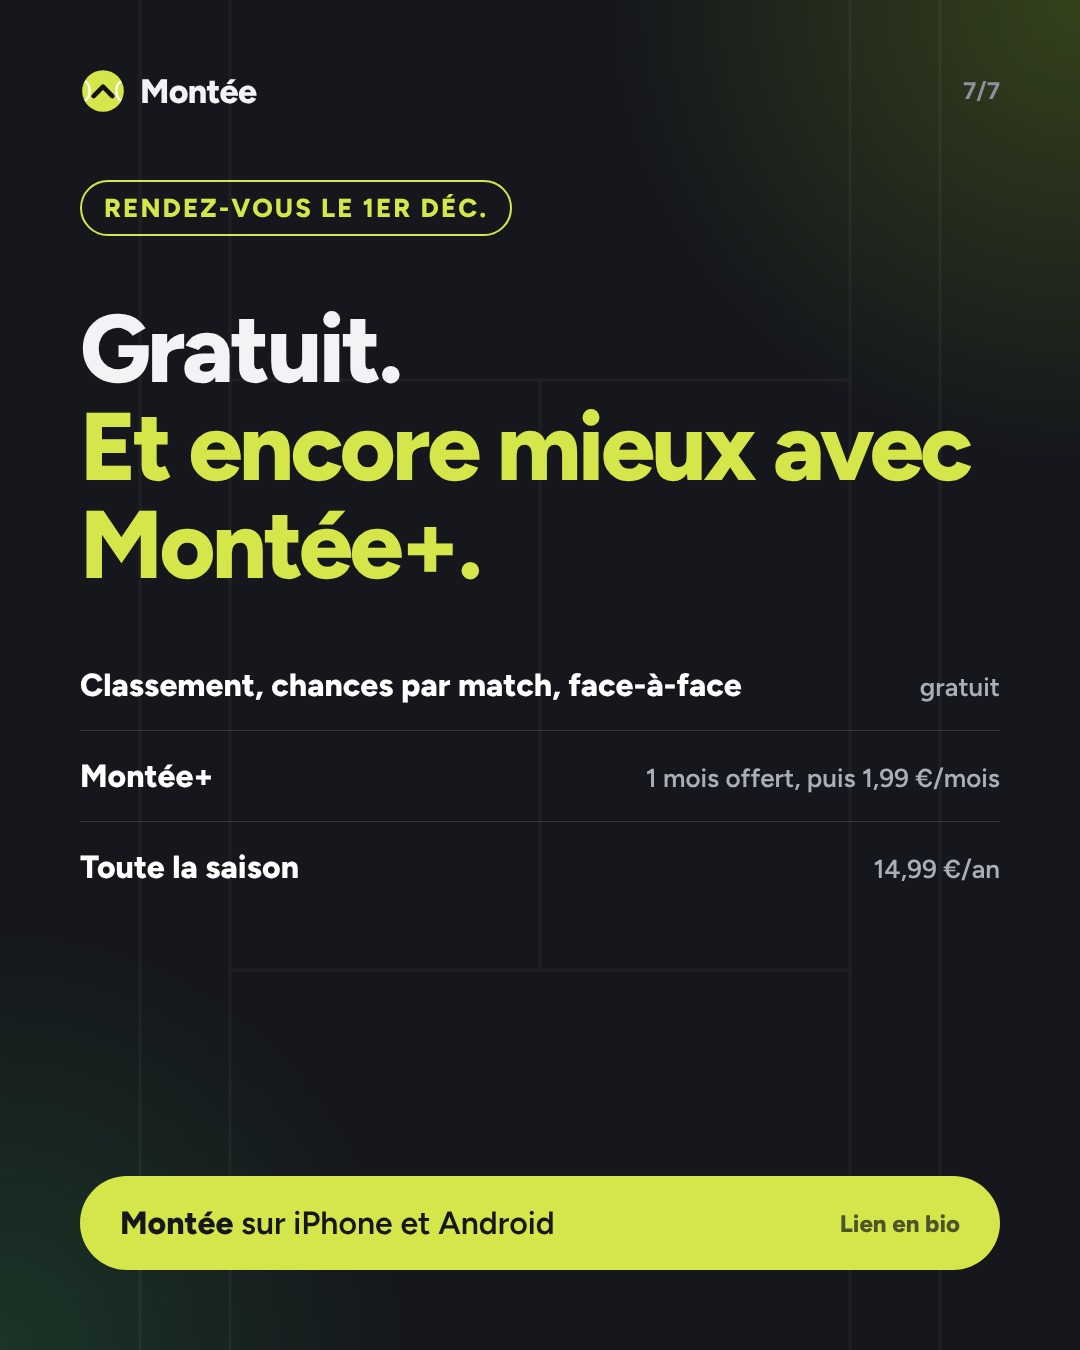 Montée
7/7
RENDEZ-VOUS LE 1ER DÉC.
Gratuit.
Et encore mieux avec
Montée+.
Classement, chances par match, face-à-face gratuit
Montée+ 1 mois offert, puis 1,99 €/mois
Toute la saison 14,99 €/an
Montée sur iPhone et Android Lien en bio